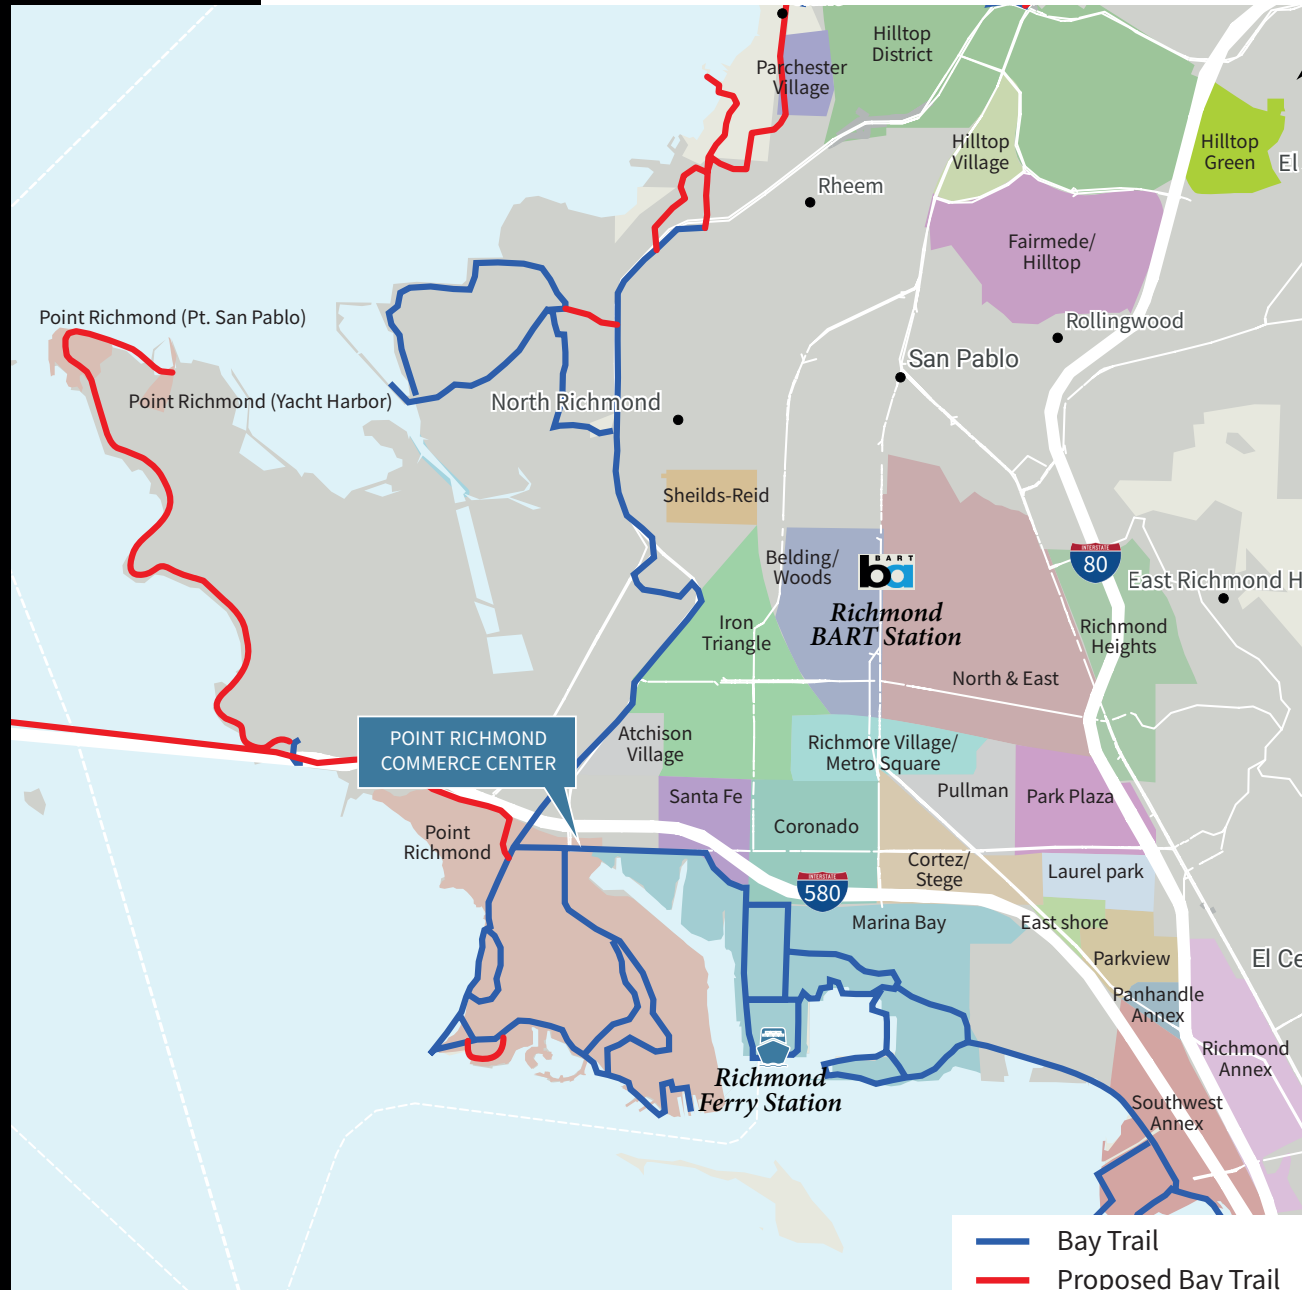 Hilltop
District
Parchester
Village
Hilltop
Village
Hilltop
Green
El
Rheem
Fairmede/
Hilltop
Point Richmond (Pt. San Pablo)
Rollingwood
San Pablo
Point Richmond (Yacht Harbor)
North Richmond
Sheilds-Reid
Belding/
Woods
BART
ba
INTERSTATE
80
East Richmond H
Richmond
BART Station
Iron
Triangle
Richmond
Heights
North & East
POINT RICHMOND
COMMERCE CENTER
Atchison
Village
Richmore Village/
Metro Square
Santa Fe
Pullman
Park Plaza
Coronado
Point
Richmond
Cortez/
Stege
Laurel park
INTERSTATE
580
Marina Bay
East shore
Parkview
El Ce
Panhandle
Annex
Richmond
Annex
Richmond
Ferry Station
Southwest
Annex
Bay Trail
Proposed Bay Trail